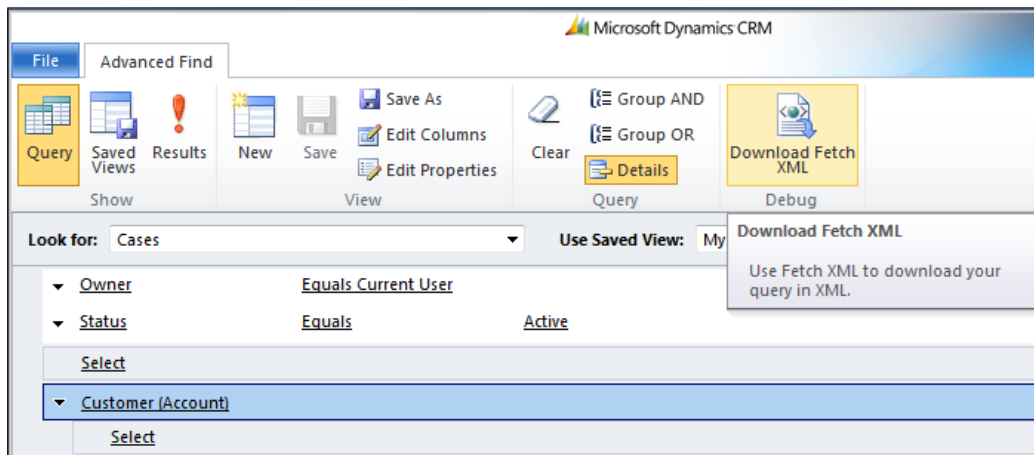 Microsoft Dynamics CRM
File Advanced Find
Query
Saved Views
Results
New
Save
Save As
Edit Columns
Edit Properties
Clear
Group AND
Group OR
Details
Download Fetch
XML
Show View Query Debug
Look for: Cases Use Saved View: My
Download Fetch XML
Use Fetch XML to download your
query in XML.
Owner Equals Current User
Status Equals Active
Select
Customer (Account)
Select